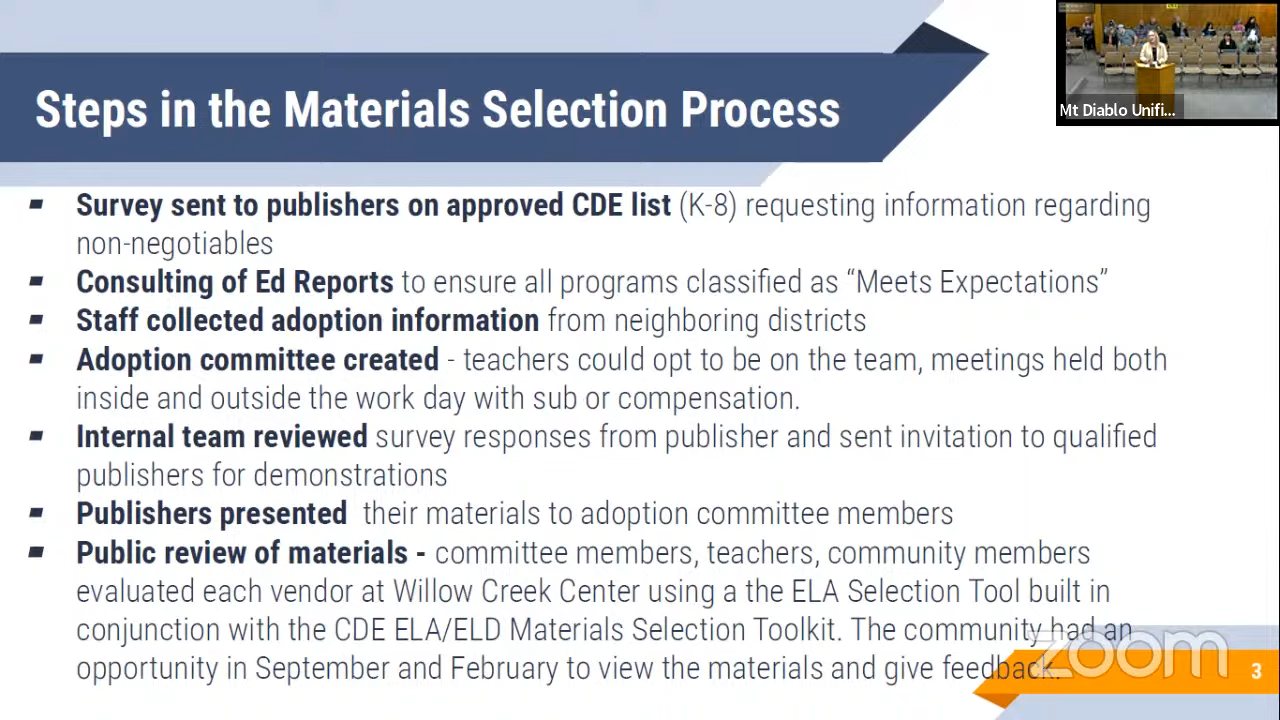 Steps in the Materials Selection Process
Mt Diablo Unifi...
Survey sent to publishers on approved CDE list (K-8) requesting information regarding
non-negotiables
Consulting of Ed Reports to ensure all programs classified as “Meets Expectations”
Staff collected adoption information from neighboring districts
Adoption committee created - teachers could opt to be on the team, meetings held both
inside and outside the work day with sub or compensation.
Internal team reviewed survey responses from publisher and sent invitation to qualified
publishers for demonstrations
Publishers presented their materials to adoption committee members
Public review of materials - committee members, teachers, community members
evaluated each vendor at Willow Creek Center using a the ELA Selection Tool built in
conjunction with the CDE ELA/ELD Materials Selection Toolkit. The community had an
opportunity in September and February to view the materials and give feedback.
zoom
3